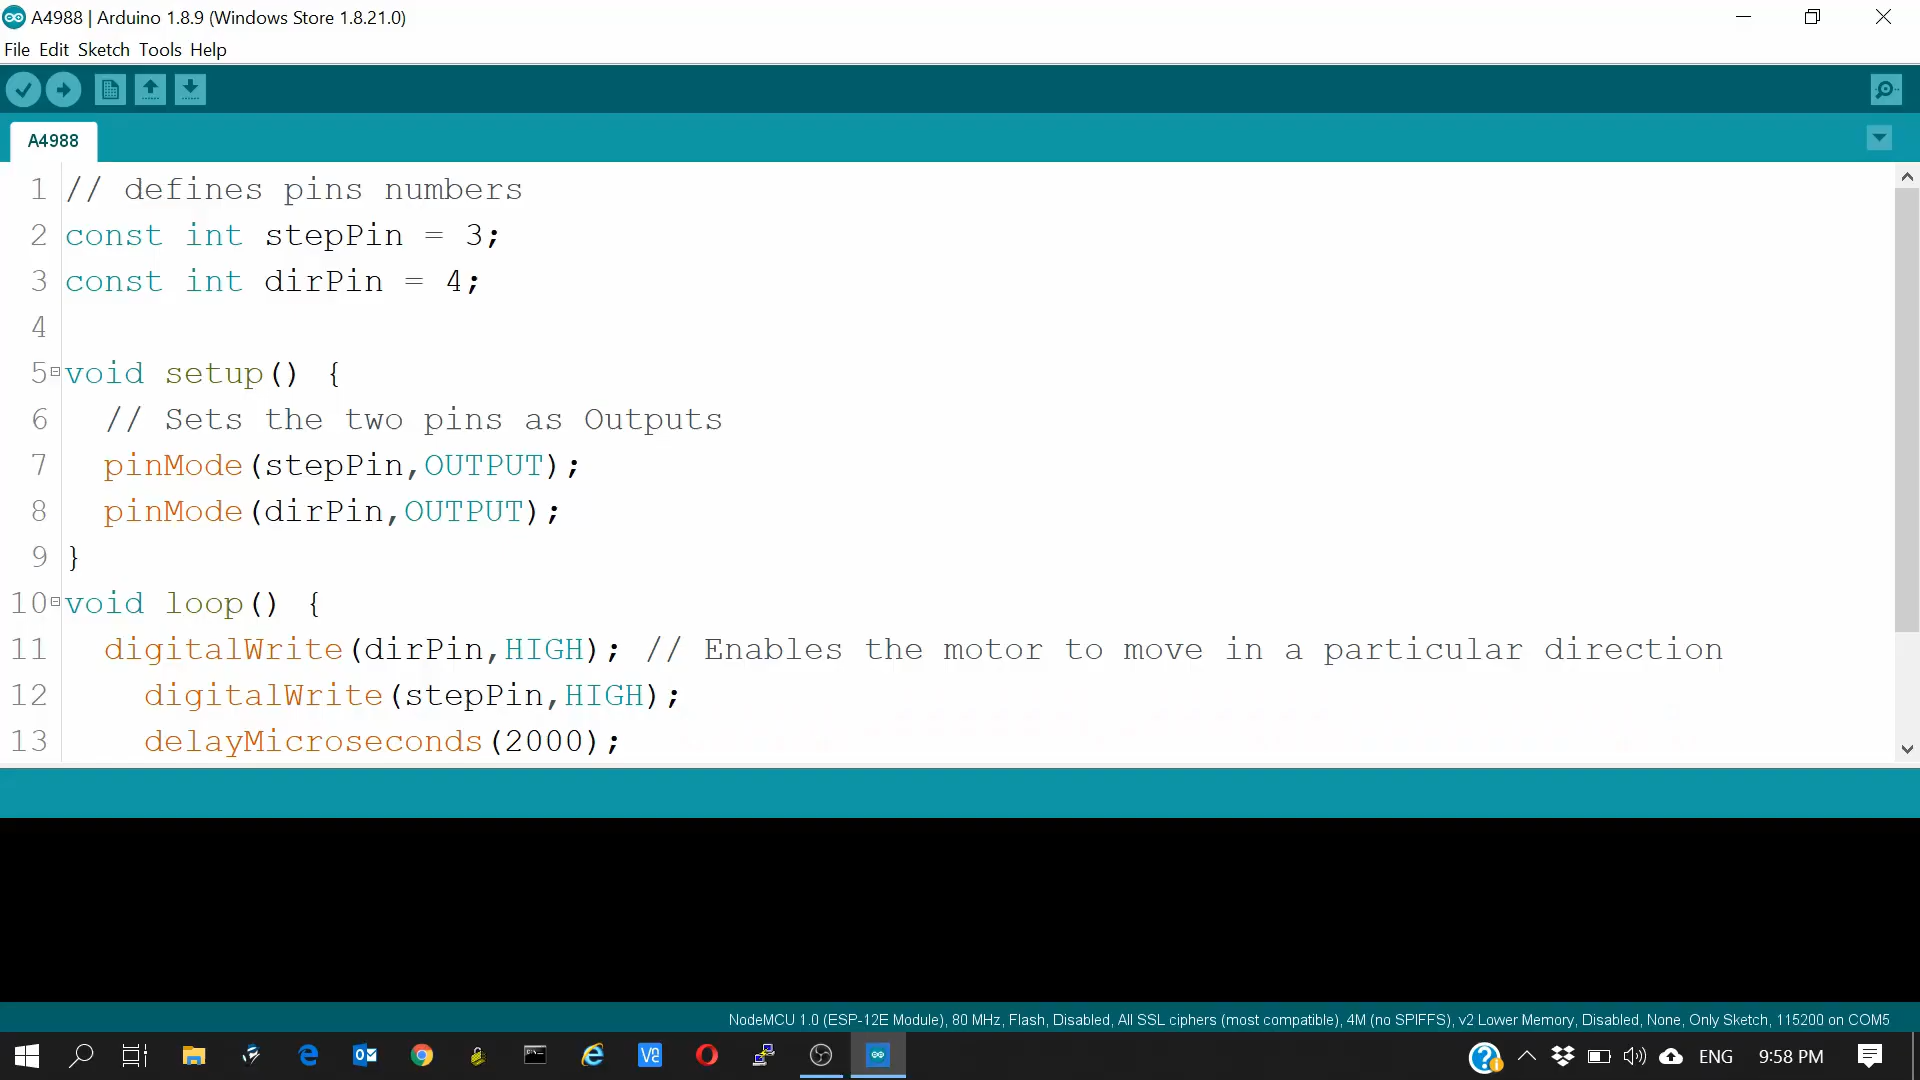 A4988 | Arduino 1.8.9 (Windows Store 1.8.21.0)
File Edit Sketch Tools Help
A4988
1 // defines pins numbers
2 const int stepPin = 3;
3 const int dirPin = 4;
4
5 void setup() {
6 // Sets the two pins as Outputs
7 pinMode(stepPin,OUTPUT);
8 pinMode(dirPin,OUTPUT);
9 }
10 void loop() {
11 digitalWrite(dirPin,HIGH); // Enables the motor to move in a particular direction
12 digitalWrite(stepPin,HIGH);
13 delayMicroseconds(2000);
NodeMCU 1.0 (ESP-12E Module), 80 MHz, Flash, Disabled, All SSL ciphers (most compatible), 4M (no SPIFFS), v2 Lower Memory, Disabled, None, Only Sketch, 115200 on COM5
ENG 9:58 PM